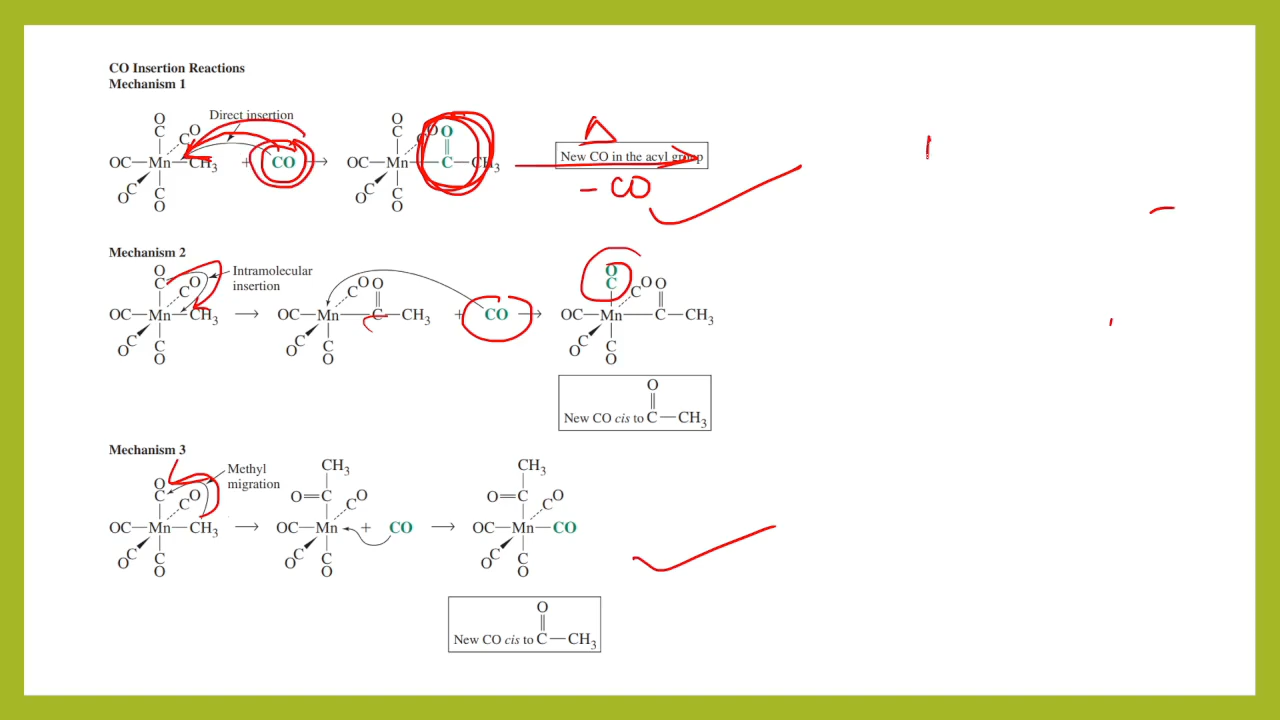 CO Insertion Reactions
Mechanism 1
Direct insertion
O
C
C O
OC—Mn—CH3 + CO → OC—Mn—C—CH3
O
C O
C
O
C
C O
O
O C
C
O
New CO in the acyl group
Δ
− CO
Mechanism 2
Intramolecular
insertion
O
C
C O
OC—Mn—CH3 → OC—Mn—C—CH3 + CO → OC—Mn—C—CH3
O C
C
O
C O
O
O C
C
O
O
C
C O
O
O C
C
O
New CO cis to C—CH3
O
Mechanism 3
Methyl
migration
O
C
C O
OC—Mn—CH3 → OC—Mn + CO → OC—Mn—CO
O C
C
O
CH3
O=C
C O
O C
C
O
CH3
O=C
C O
O C
C
O
New CO cis to C—CH3
O